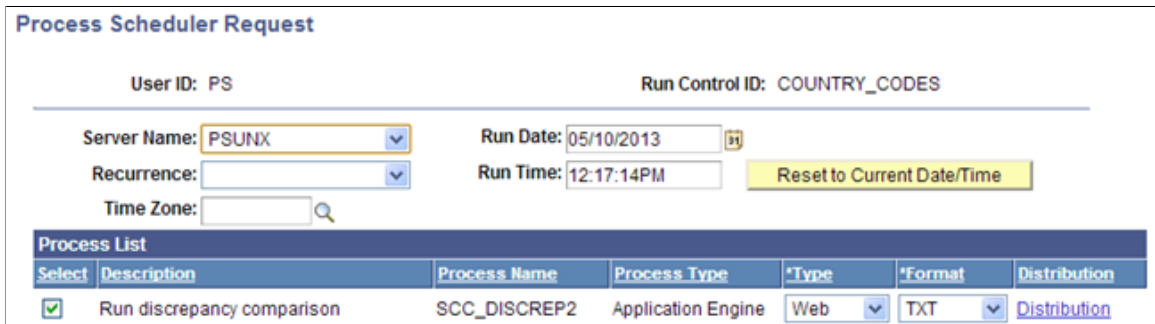 Process Scheduler Request
User ID: PS Run Control ID: COUNTRY_CODES
Server Name: PSUNX Run Date: 05/10/2013 31
Recurrence: Run Time: 12:17:14PM Reset to Current Date/Time
Time Zone:
Process List
Select Description Process Name Process Type *Type *Format Distribution
Run discrepancy comparison SCC_DISCREP2 Application Engine Web TXT Distribution